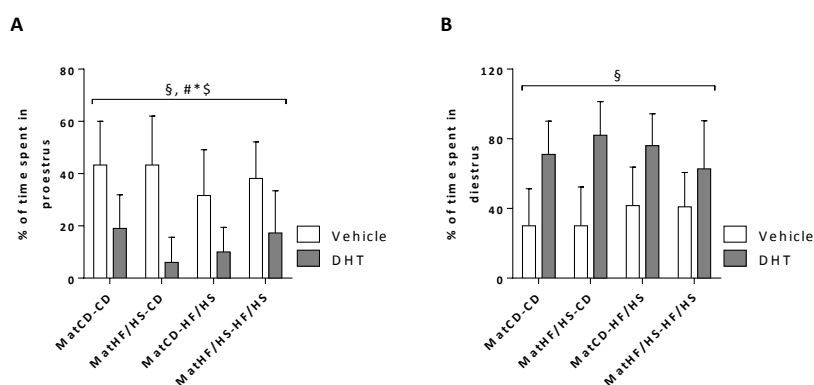 A
80
60
40
20
0
% of time spent in
proestrus
§, #*$
MatCD-CD
MatHF/HS-CD
MatCD-HF/HS
MatHF/HS-HF/HS
Vehicle
DHT
B
120
80
40
0
% of time spent in
diestrus
§
MatCD-CD
MatHF/HS-CD
MatCD-HF/HS
MatHF/HS-HF/HS
Vehicle
DHT